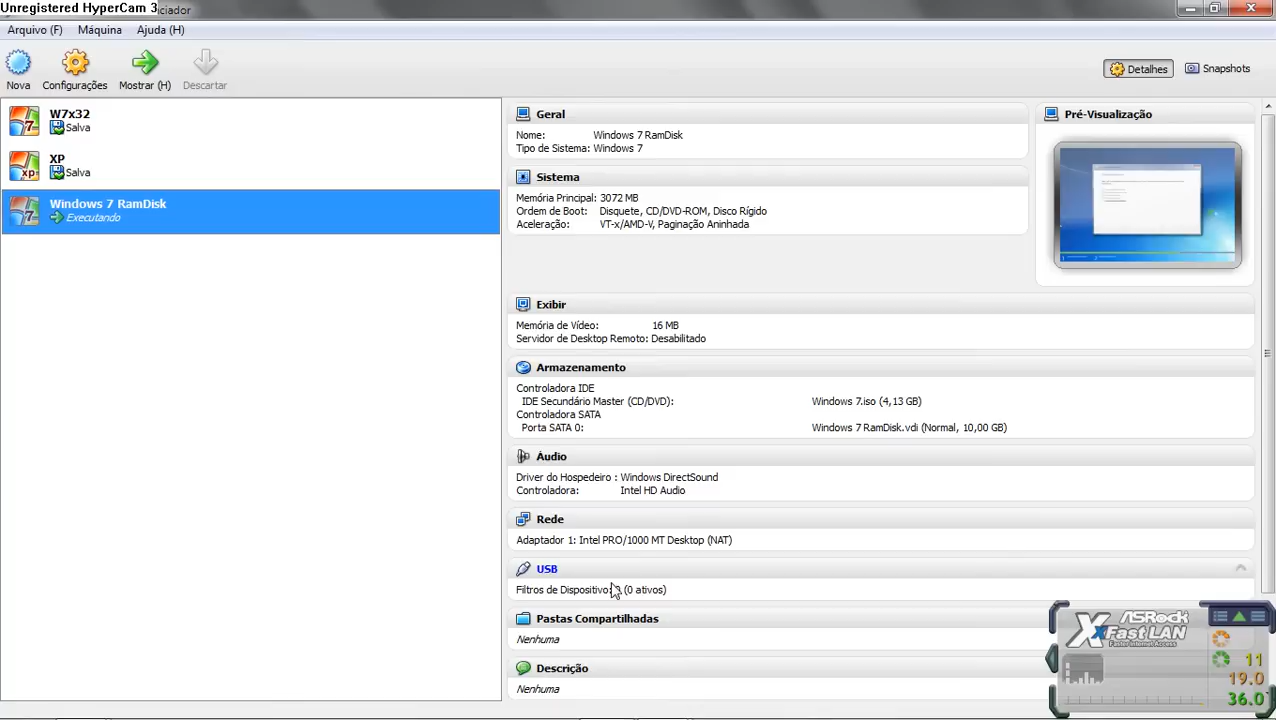 Unregistered HyperCam 3
iciador
Arquivo (F) Máquina Ajuda (H)
Nova Configurações Mostrar (H) Descartar
Detalhes Snapshots
W7x32
Salva
XP
Salva
Windows 7 RamDisk
Executando
Geral
Nome: Windows 7 RamDisk
Tipo de Sistema: Windows 7
Pré-Visualização
Sistema
Memória Principal: 3072 MB
Ordem de Boot: Disquete, CD/DVD-ROM, Disco Rígido
Aceleração: VT-x/AMD-V, Paginação Aninhada
Exibir
Memória de Vídeo: 16 MB
Servidor de Desktop Remoto: Desabilitado
Armazenamento
Controladora IDE
IDE Secundário Master (CD/DVD): Windows 7.iso (4,13 GB)
Controladora SATA
Porta SATA 0: Windows 7 RamDisk.vdi (Normal, 10,00 GB)
Áudio
Driver do Hospedeiro : Windows DirectSound
Controladora: Intel HD Audio
Rede
Adaptador 1: Intel PRO/1000 MT Desktop (NAT)
USB
Filtros de Dispositivo: (0 ativos)
Pastas Compartilhadas
Nenhuma
Descrição
Nenhuma
ASRock
XFast LAN
Faster Internet Access
11
19.0
36.0